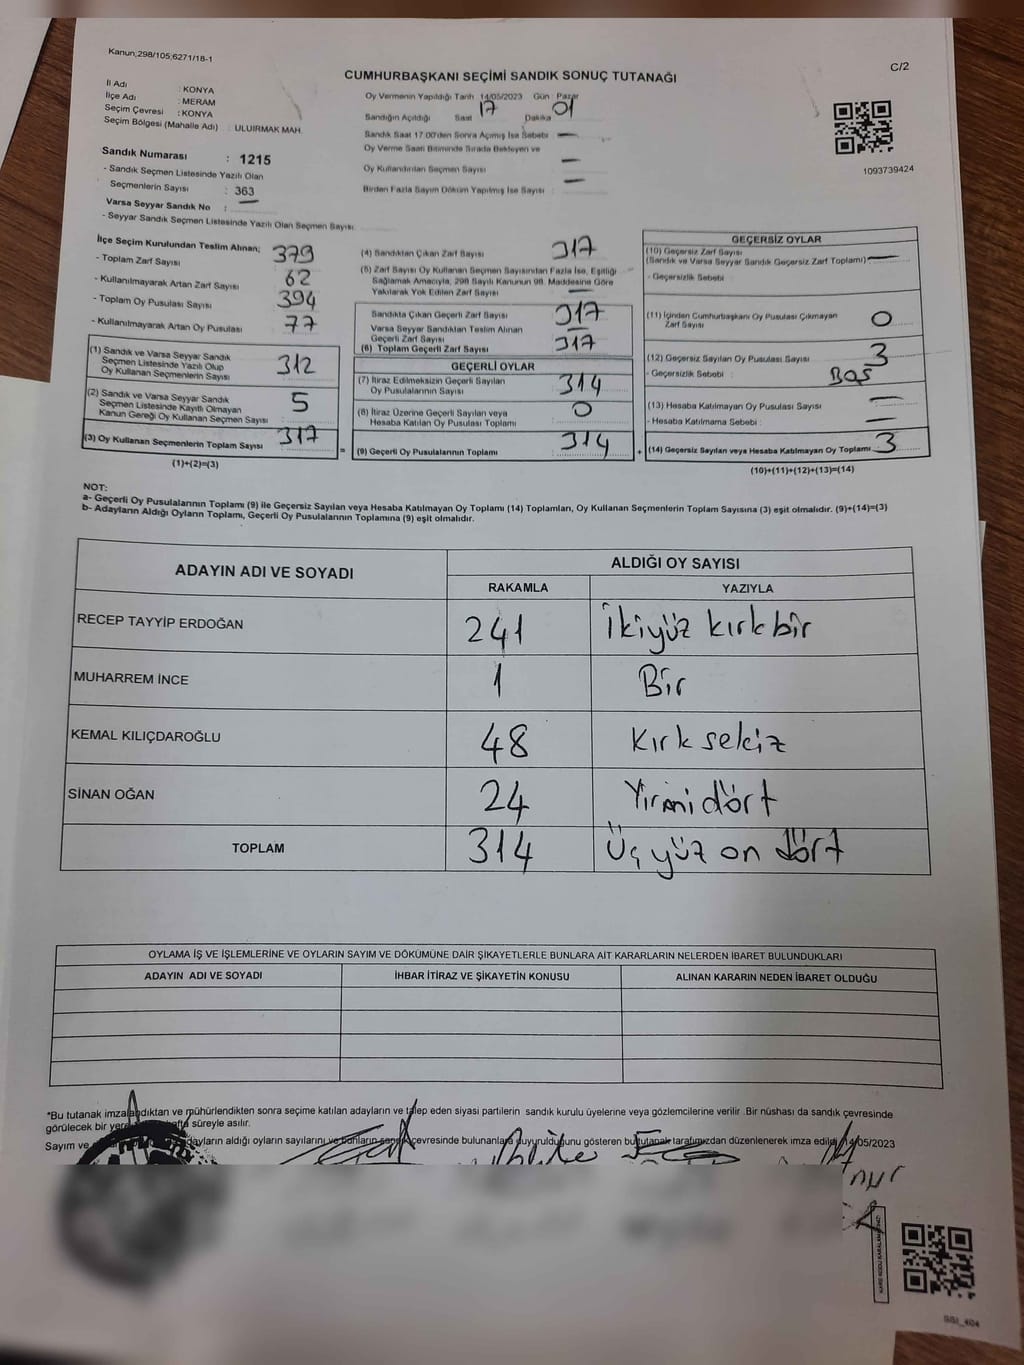 Kanun;298/105;6271/18-1
C/2
CUMHURBAŞKANI SEÇİMİ SANDIK SONUÇ TUTANAĞI
İl Adı : KONYA
İlçe Adı : MERAM
Seçim Çevresi : KONYA
Seçim Bölgesi (Mahalle Adı) : ULUIRMAK MAH.
Oy Vermenin Yapıldığı Tarih 14/05/2023 Gün : Pazar
Sandığın Açıldığı Saat 17 Dakika 01
Sandık Saat 17:00'den Sonra Açılmış İse Sebebi —
Oy Verme Saati Bitiminde Sırada Bekleyen ve
Oy Kullandırılan Seçmen Sayısı —
Birden Fazla Sayım Döküm Yapılmış İse Sayısı —
1093739424
Sandık Numarası : 1215
- Sandık Seçmen Listesinde Yazılı Olan
Seçmenlerin Sayısı : 363
Varsa Seyyar Sandık No : —
- Seyyar Sandık Seçmen Listesinde Yazılı Olan Seçmen Sayısı:
İlçe Seçim Kurulundan Teslim Alınan;
- Toplam Zarf Sayısı 379
- Kullanılmayarak Artan Zarf Sayısı 62
- Toplam Oy Pusulası Sayısı 394
- Kullanılmayarak Artan Oy Pusulası 77
(1) Sandık ve Varsa Seyyar Sandık
Seçmen Listesinde Yazılı Olup
Oy Kullanan Seçmenlerin Sayısı 312
(2) Sandık ve Varsa Seyyar Sandık
Seçmen Listesinde Kayıtlı Olmayan
Kanun Gereği Oy Kullanan Seçmen Sayısı 5
(3) Oy Kullanan Seçmenlerin Toplam Sayısı 317
(1)+(2)=(3)
(4) Sandıktan Çıkan Zarf Sayısı 317
(5) Zarf Sayısı Oy Kullanan Seçmen Sayısından Fazla İse, Eşitliği
Sağlamak Amacıyla, 298 Sayılı Kanunun 98. Maddesine Göre
Yakılarak Yok Edilen Zarf Sayısı —
Sandıkta Çıkan Geçerli Zarf Sayısı 317
Varsa Seyyar Sandıktan Teslim Alınan
Geçerli Zarf Sayısı —
(6) Toplam Geçerli Zarf Sayısı 317
GEÇERLİ OYLAR
(7) İtiraz Edilmeksizin Geçerli Sayılan
Oy Pusulalarının Sayısı 314
(8) İtiraz Üzerine Geçerli Sayılan veya
Hesaba Katılan Oy Pusulası Toplamı 0
= (9) Geçerli Oy Pusulalarının Toplamı 314
GEÇERSİZ OYLAR
(10) Geçersiz Zarf Sayısı
(Sandık ve Varsa Seyyar Sandık Geçersiz Zarf Toplamı) —
- Geçersizlik Sebebi :
(11) İçinden Cumhurbaşkanı Oy Pusulası Çıkmayan
Zarf Sayısı 0
(12) Geçersiz Sayılan Oy Pusulası Sayısı 3
- Geçersizlik Sebebi : Boş
(13) Hesaba Katılmayan Oy Pusulası Sayısı —
- Hesaba Katılmama Sebebi : —
+ (14) Geçersiz Sayılan veya Hesaba Katılmayan Oy Toplamı 3
(10)+(11)+(12)+(13)=(14)
NOT:
a- Geçerli Oy Pusulalarının Toplamı (9) ile Geçersiz Sayılan veya Hesaba Katılmayan Oy Toplamı (14) Toplamları, Oy Kullanan Seçmenlerin Toplam Sayısına (3) eşit olmalıdır. (9)+(14)=(3)
b- Adayların Aldığı Oyların Toplamı, Geçerli Oy Pusulalarının Toplamına (9) eşit olmalıdır.
ADAYIN ADI VE SOYADI ALDIĞI OY SAYISI
RAKAMLA YAZIYLA
RECEP TAYYİP ERDOĞAN 241 İkiyüz kırk bir
MUHARREM İNCE 1 Bir
KEMAL KILIÇDAROĞLU 48 Kırk sekiz
SİNAN OĞAN 24 Yirmi dört
TOPLAM 314 Üçyüz on dört
OYLAMA İŞ VE İŞLEMLERİNE VE OYLARIN SAYIM VE DÖKÜMÜNE DAİR ŞİKAYETLERLE BUNLARA AİT KARARLARIN NELERDEN İBARET BULUNDUKLARI
ADAYIN ADI VE SOYADI İHBAR İTİRAZ VE ŞİKAYETİN KONUSU ALINAN KARARIN NEDEN İBARET OLDUĞU
*Bu tutanak imzalandıktan ve mühürlendikten sonra seçime katılan adayların ve talep eden siyasi partilerin sandık kurulu üyelerine veya gözlemcilerine verilir. Bir nüshası da sandık çevresinde
görülecek bir yere hafta süreyle asılır.
Sayım ve adayların aldığı oyların sayılarını ve bunların sandık çevresinde bulunanlara duyurulduğunu gösteren bu tutanak tarafımızdan düzenlenerek imza edildi. 14/05/2023